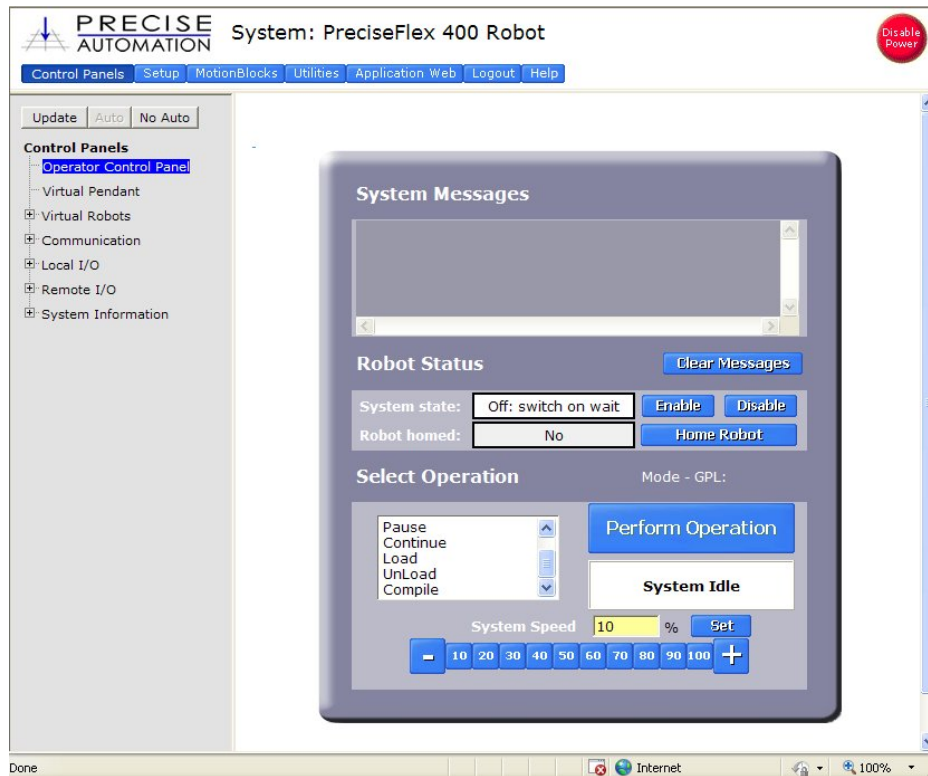 PRECISE
AUTOMATION
System: PreciseFlex 400 Robot
Disable
Power
Control Panels Setup MotionBlocks Utilities Application Web Logout Help
Update Auto No Auto
Control Panels
Operator Control Panel
Virtual Pendant
Virtual Robots
Communication
Local I/O
Remote I/O
System Information
System Messages
Robot Status
Clear Messages
System state: Off: switch on wait Enable Disable
Robot homed: No Home Robot
Select Operation
Mode - GPL:
Pause
Continue
Load
UnLoad
Compile
Perform Operation
System Idle
System Speed 10 % Set
- 10 20 30 40 50 60 70 80 90 100 +
Done
Internet
100%